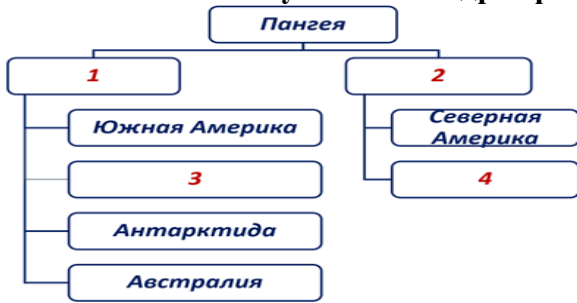 Пангея
1
2
Южная Америка
Северная
Америка
3
4
Антарктида
Австралия